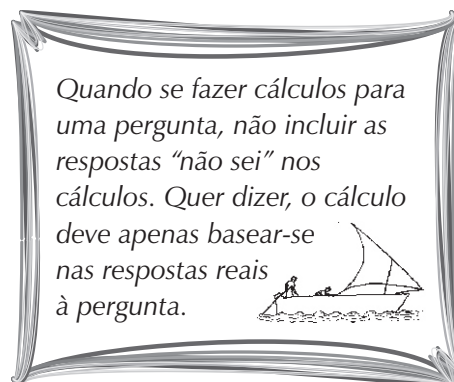 Quando se fazer cálculos para
uma pergunta, não incluir as
respostas “não sei” nos
cálculos. Quer dizer, o cálculo
deve apenas basear-se
nas respostas reais
à pergunta.